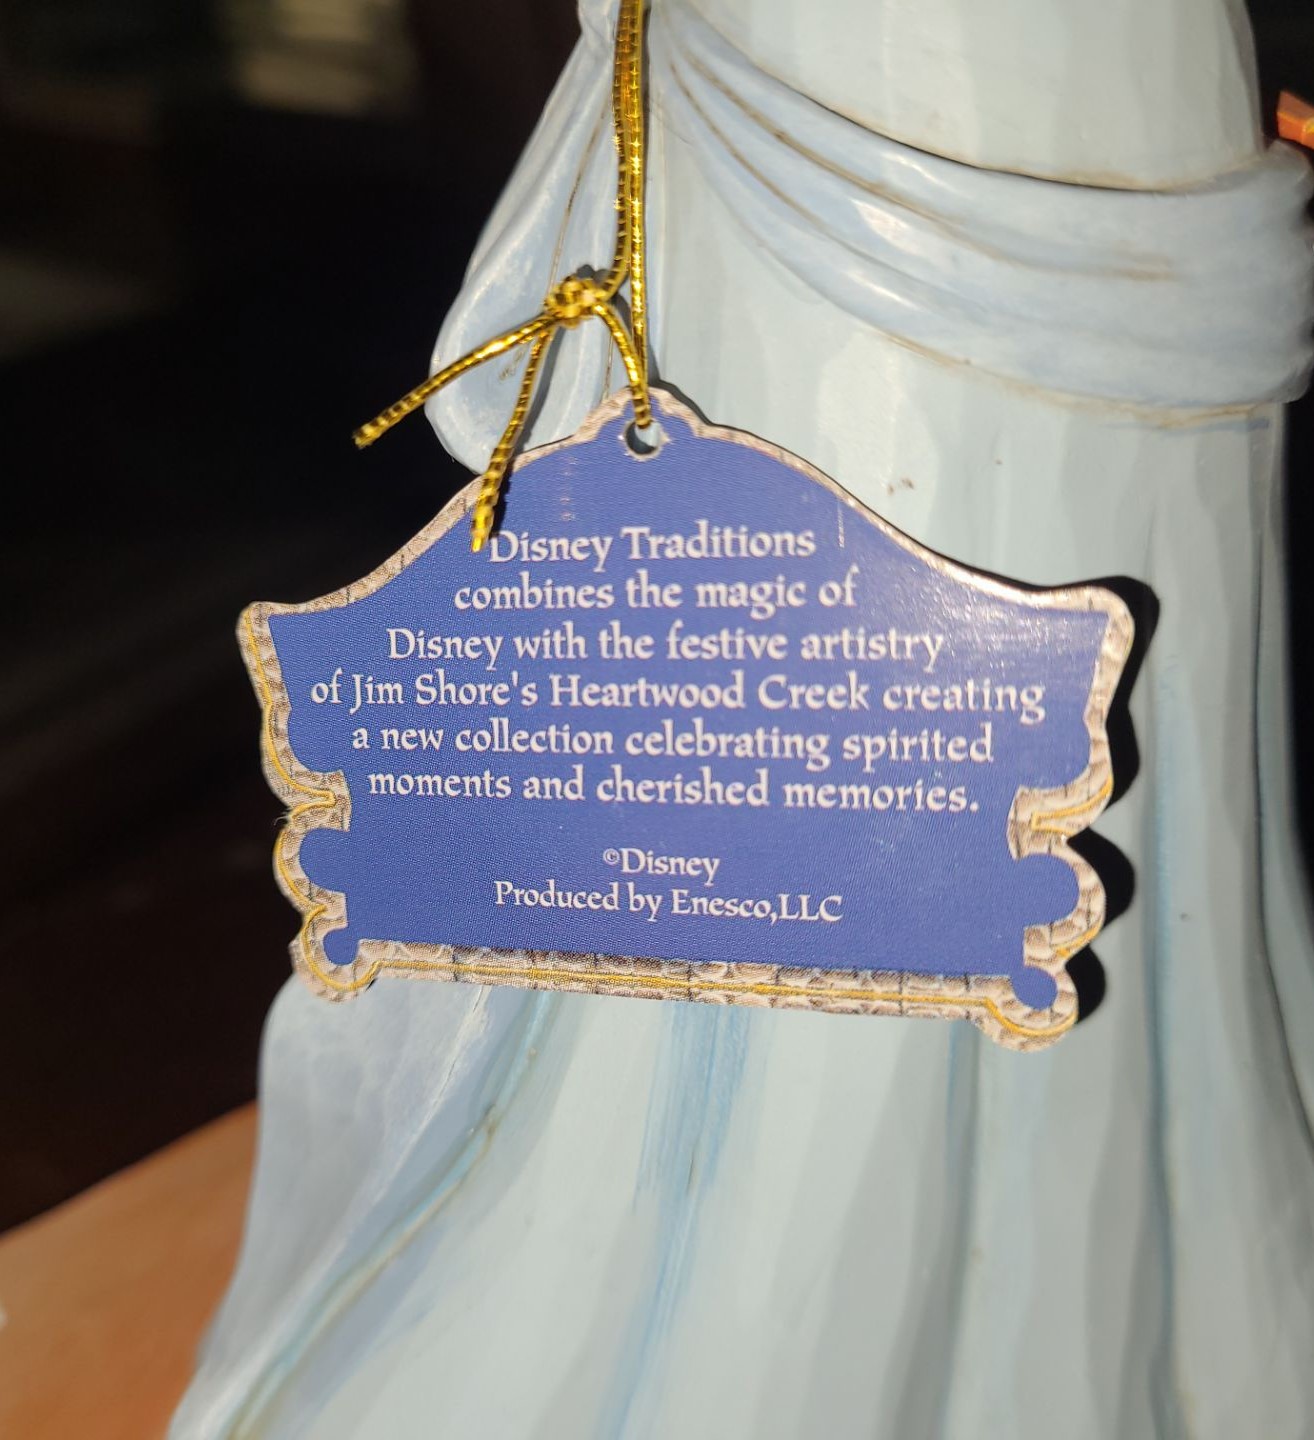 Disney Traditions
combines the magic of
Disney with the festive artistry
of Jim Shore's Heartwood Creek creating
a new collection celebrating spirited
moments and cherished memories.
©Disney
Produced by Enesco,LLC